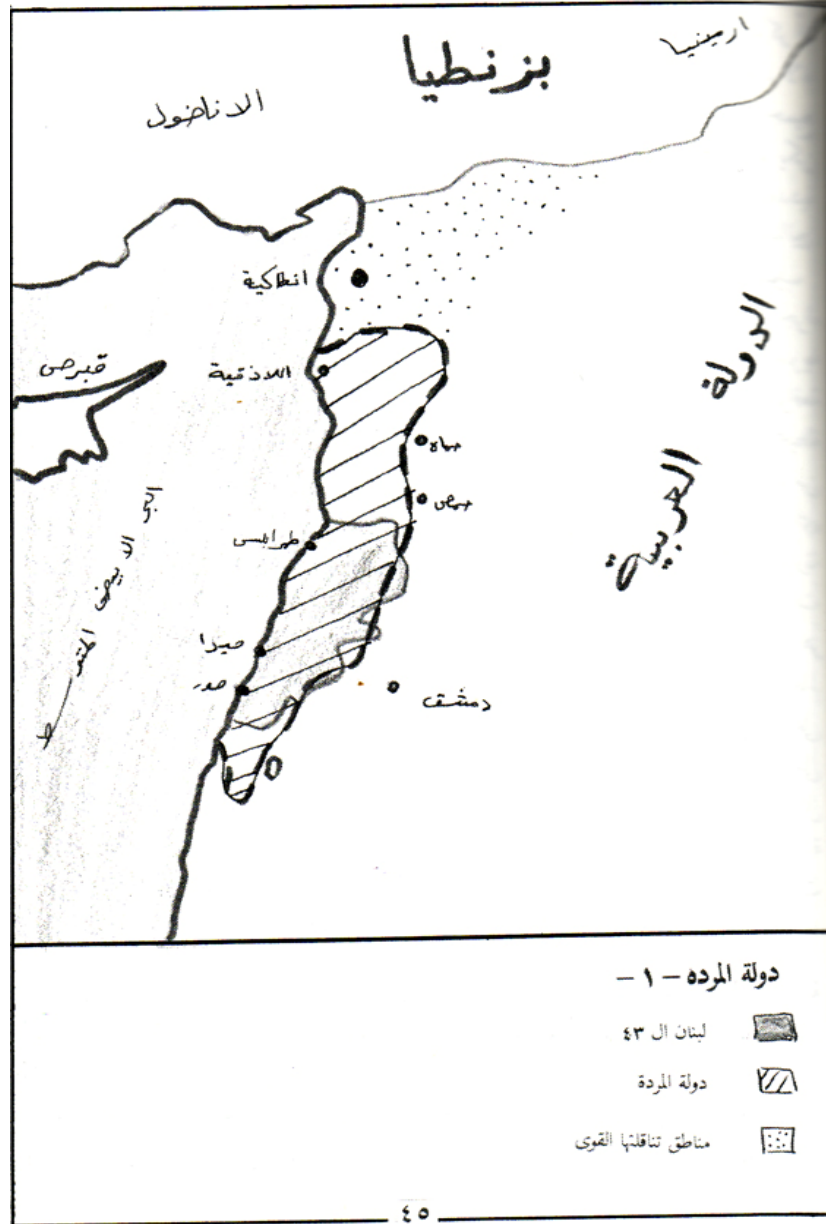 بزنطيا
ارمينيا
الاناضول
انطاكية
قبرص
اللاذقية
الدولة العربية
حماه
حمص
البحر الابيض المتوسط
طرابلس
صيدا
صور
دمشق
دولة المرده - ١ -
لبنان ال ٤٣
دولة المردة
مناطق تناقلتها القوى
٤٥